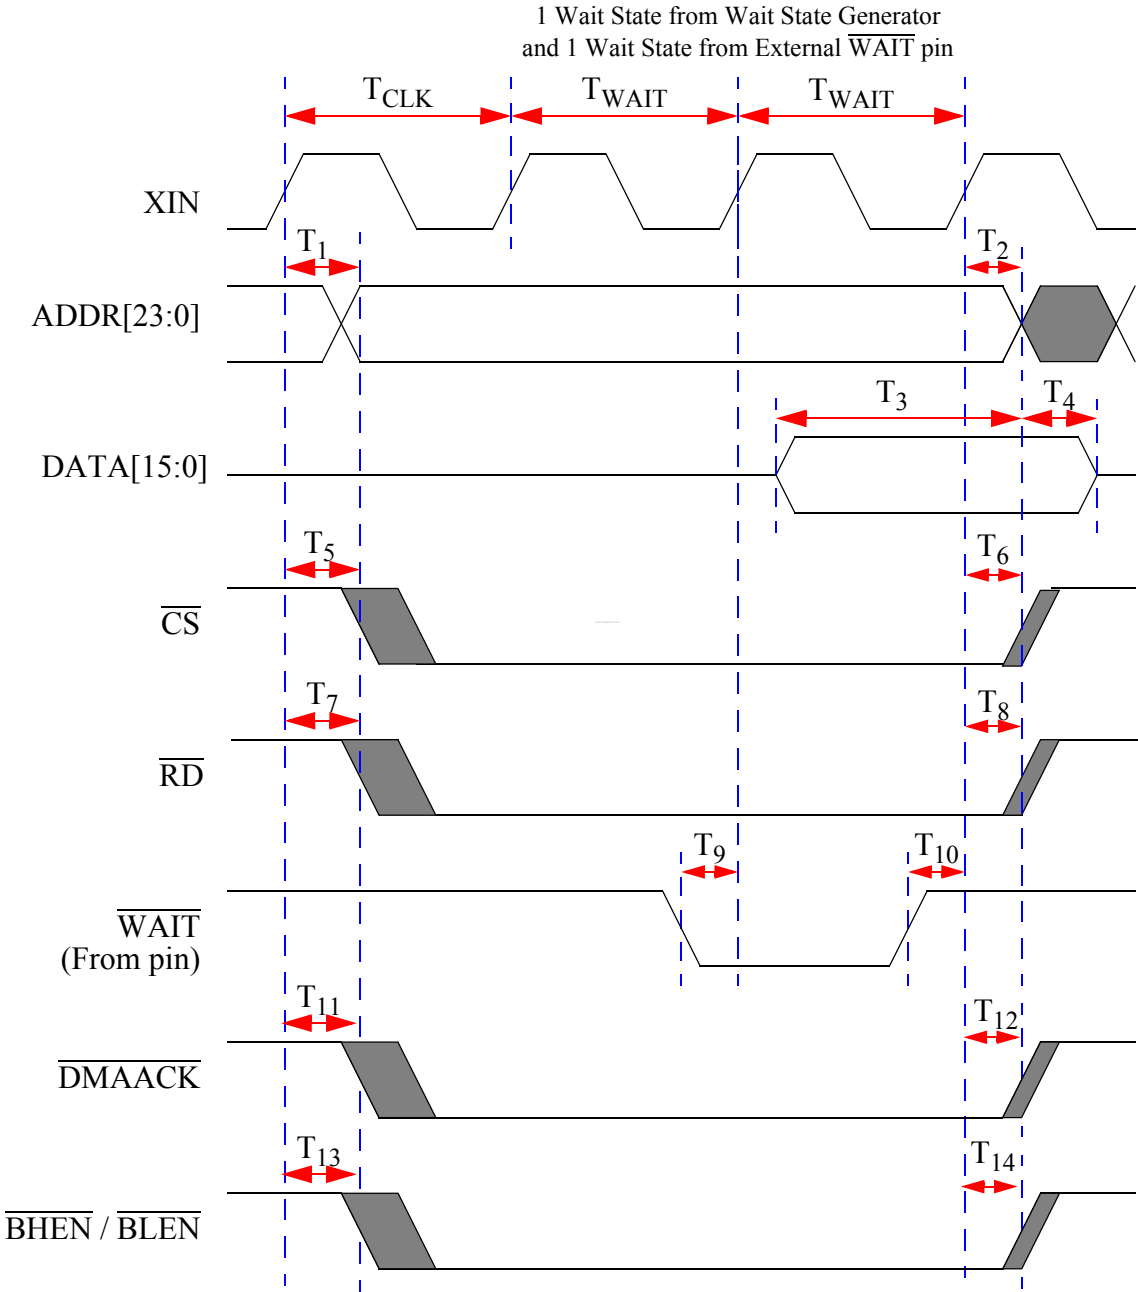 1 Wait State from Wait State Generator
and 1 Wait State from External WAIT pin
TCLK TWAIT TWAIT
XIN
T1 T2
ADDR[23:0]
T3 T4
DATA[15:0]
T5 T6
CS
T7 T8
RD
T9 T10
WAIT
(From pin)
T11 T12
DMAACK
T13 T14
BHEN / BLEN